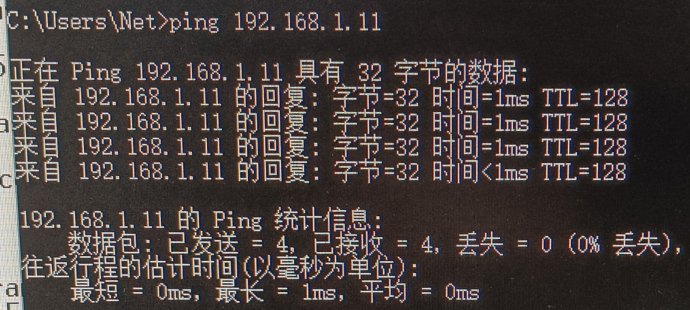 C:\Users\Net>ping 192.168.1.11
正在 Ping 192.168.1.11 具有 32 字节的数据:
来自 192.168.1.11 的回复: 字节=32 时间=1ms TTL=128
来自 192.168.1.11 的回复: 字节=32 时间=1ms TTL=128
来自 192.168.1.11 的回复: 字节=32 时间=1ms TTL=128
来自 192.168.1.11 的回复: 字节=32 时间<1ms TTL=128
192.168.1.11 的 Ping 统计信息:
数据包: 已发送 = 4，已接收 = 4，丢失 = 0 (0% 丢失)，
往返行程的估计时间(以毫秒为单位):
最短 = 0ms，最长 = 1ms，平均 = 0ms